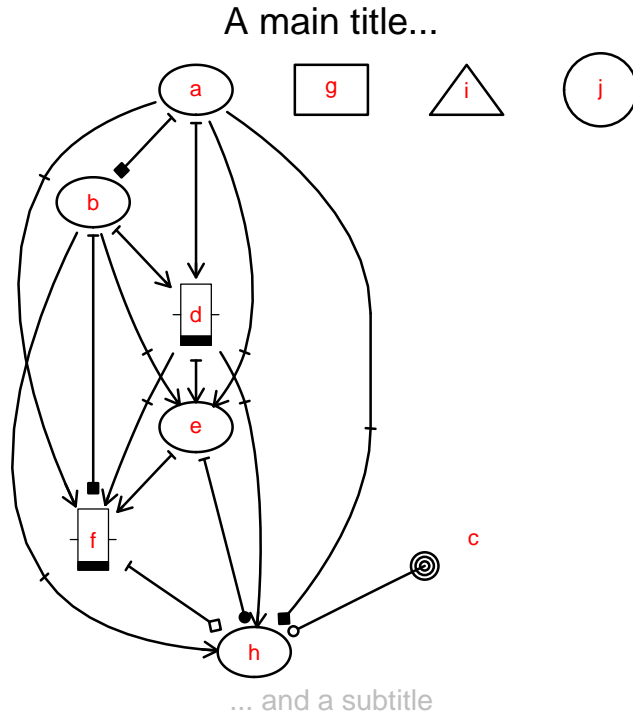 A main title...
a g i j
b
d
e
f c
h
... and a subtitle